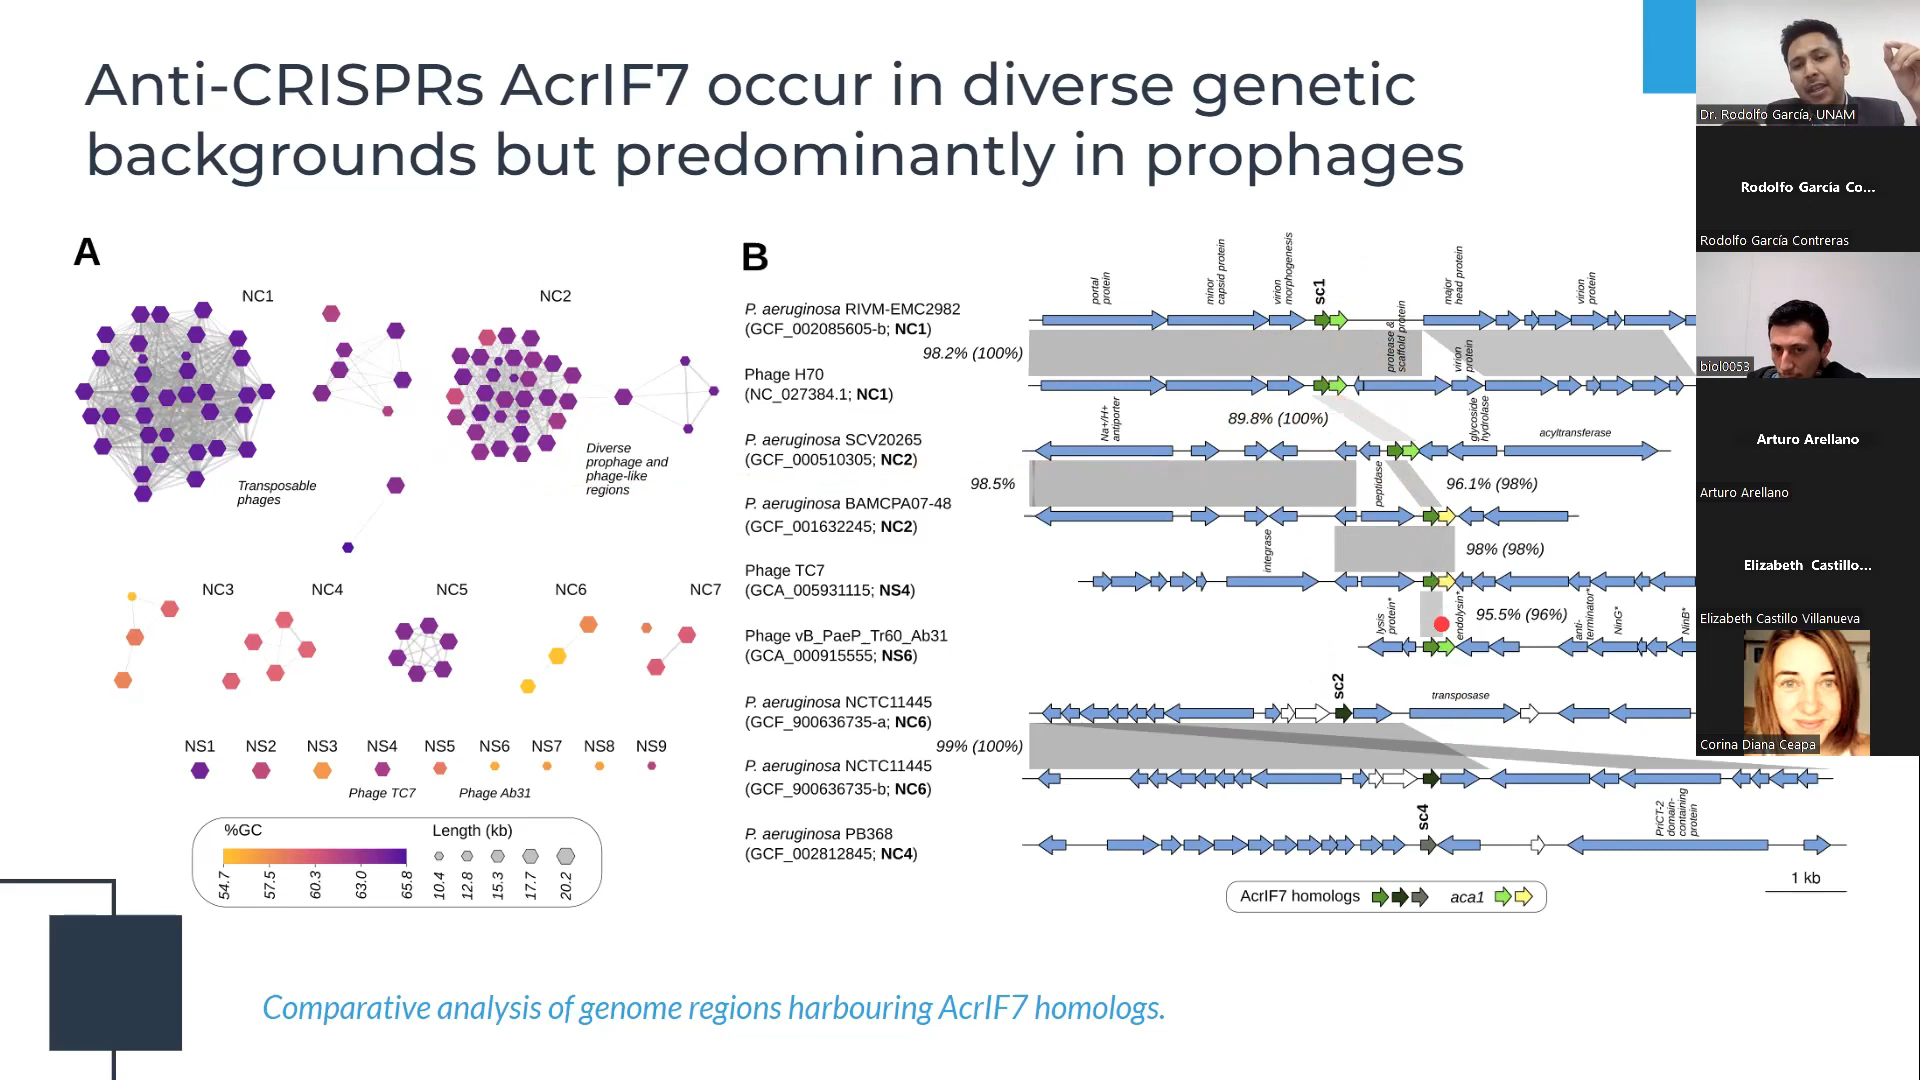 Anti-CRISPRs AcrIF7 occur in diverse genetic
backgrounds but predominantly in prophages
A
NC1
NC2
Transposable
phages
Diverse
prophage and
phage-like
regions
NC3
NC4
NC5
NC6
NC7
NS1
NS2
NS3
NS4
NS5
NS6
NS7
NS8
NS9
Phage TC7
Phage Ab31
%GC
54.7
57.5
60.3
63.0
65.8
Length (kb)
10.4
12.8
15.3
17.7
20.2
B
portal
protein
minor
capsid protein
virion
morphogenesis
sc1
major
head protein
virion
protein
P. aeruginosa RIVM-EMC2982
(GCF_002085605-b; NC1)
98.2% (100%)
protease &
scaffold protein
virion
protein
Phage H70
(NC_027384.1; NC1)
89.8% (100%)
Na+/H+
antiporter
glycoside
hydrolase
acyltransferase
P. aeruginosa SCV20265
(GCF_000510305; NC2)
98.5%
peptidase
96.1% (98%)
P. aeruginosa BAMCPA07-48
(GCF_001632245; NC2)
integrase
98% (98%)
Phage TC7
(GCA_005931115; NS4)
lysis
protein*
endolysin*
95.5% (96%)
anti-
terminator*
NinG*
NinB*
Phage vB_PaeP_Tr60_Ab31
(GCA_000915555; NS6)
sc2
transposase
P. aeruginosa NCTC11445
(GCF_900636735-a; NC6)
99% (100%)
P. aeruginosa NCTC11445
(GCF_900636735-b; NC6)
sc4
PriCT-2
domain-
containing
protein
P. aeruginosa PB368
(GCF_002812845; NC4)
1 kb
AcrIF7 homologs
aca1
Comparative analysis of genome regions harbouring AcrIF7 homologs.
Dr. Rodolfo García, UNAM
Rodolfo García Co...
Rodolfo García Contreras
biol0053
Arturo Arellano
Arturo Arellano
Elizabeth Castillo...
Elizabeth Castillo Villanueva
Corina Diana Ceapa